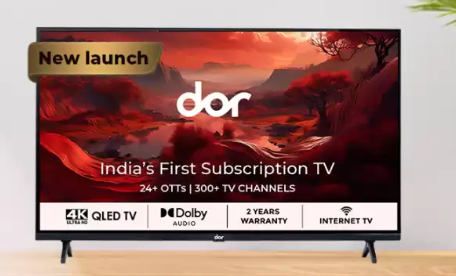 New launch
dor
India's First Subscription TV
24+ OTTs | 300+ TV CHANNELS
4K ULTRA HD QLED TV
Dolby AUDIO
2 YEARS WARRANTY
INTERNET TV
dor